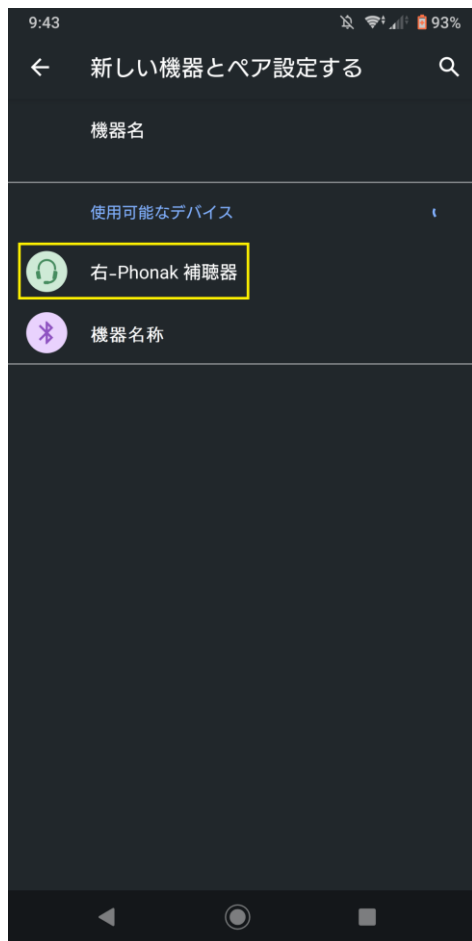 9:43
93%
新しい機器とペア設定する
機器名
使用可能なデバイス
右-Phonak 補聴器
機器名称